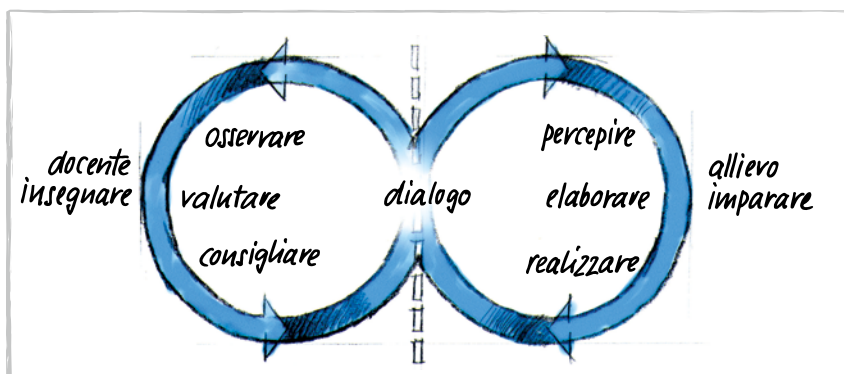 docente
insegnare
osservare
valutare
consigliare
dialogo
percepire
elaborare
realizzare
allievo
imparare